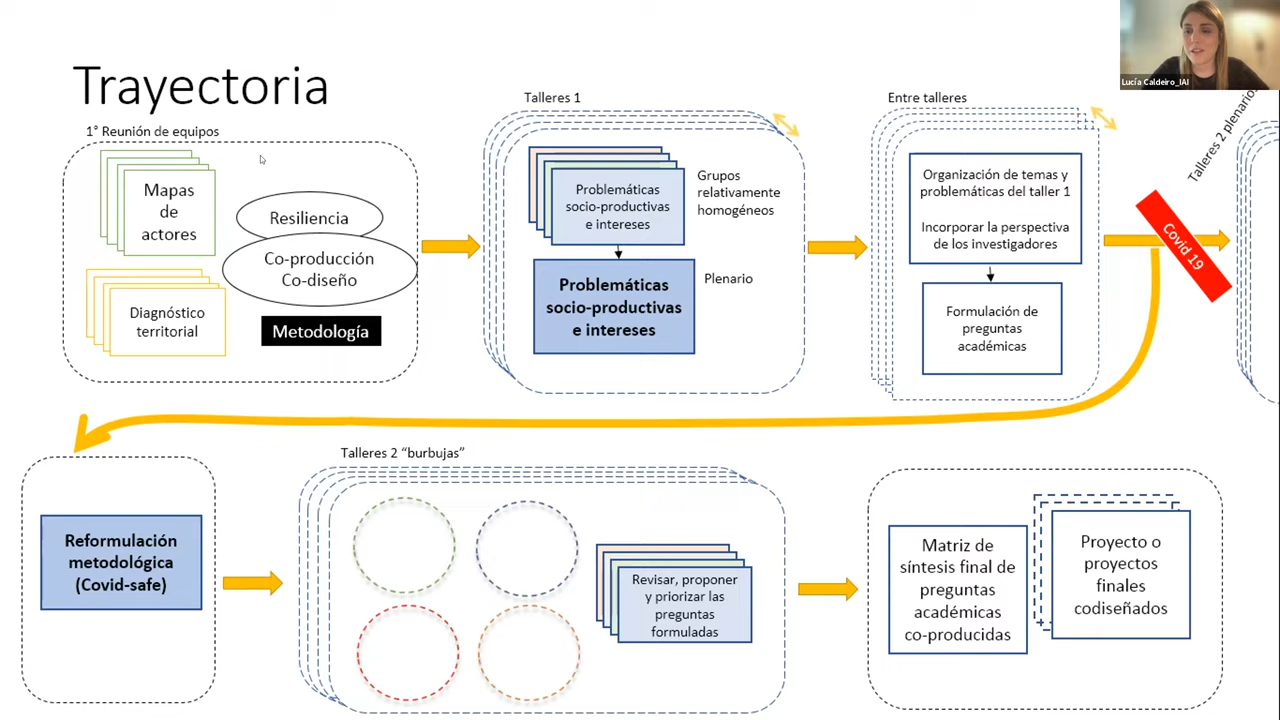 Trayectoria
Lucía Caldeiro_IAI
1° Reunión de equipos
Mapas
de
actores
Resiliencia
Co-producción
Co-diseño
Diagnóstico
territorial
Metodología
Talleres 1
Problemáticas
socio-productivas
e intereses
Grupos
relativamente
homogéneos
Problemáticas
socio-productivas
e intereses
Plenario
Entre talleres
Organización de temas y
problemáticas del taller 1
Incorporar la perspectiva
de los investigadores
Formulación de
preguntas
académicas
Covid 19
Talleres 2 plenarios
Reformulación
metodológica
(Covid-safe)
Talleres 2 “burbujas”
Revisar, proponer
y priorizar las
preguntas
formuladas
Matriz de
síntesis final de
preguntas
académicas
co-producidas
Proyecto o
proyectos
finales
codiseñados